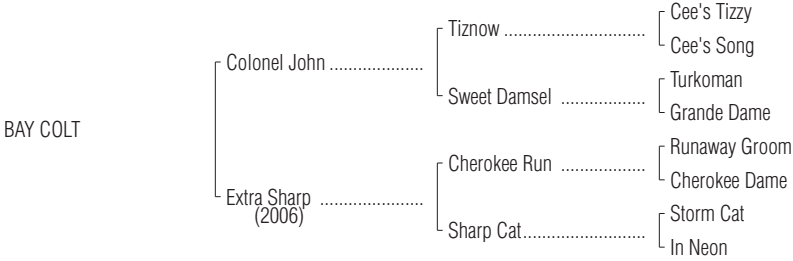 Cee's Tizzy
Tiznow ..............................
Cee's Song
Colonel John ....................
Turkoman
Sweet Damsel ..................
Grande Dame
BAY COLT
Runaway Groom
Cherokee Run ..................
Cherokee Dame
Extra Sharp ......................
(2006)
Storm Cat
Sharp Cat..........................
In Neon